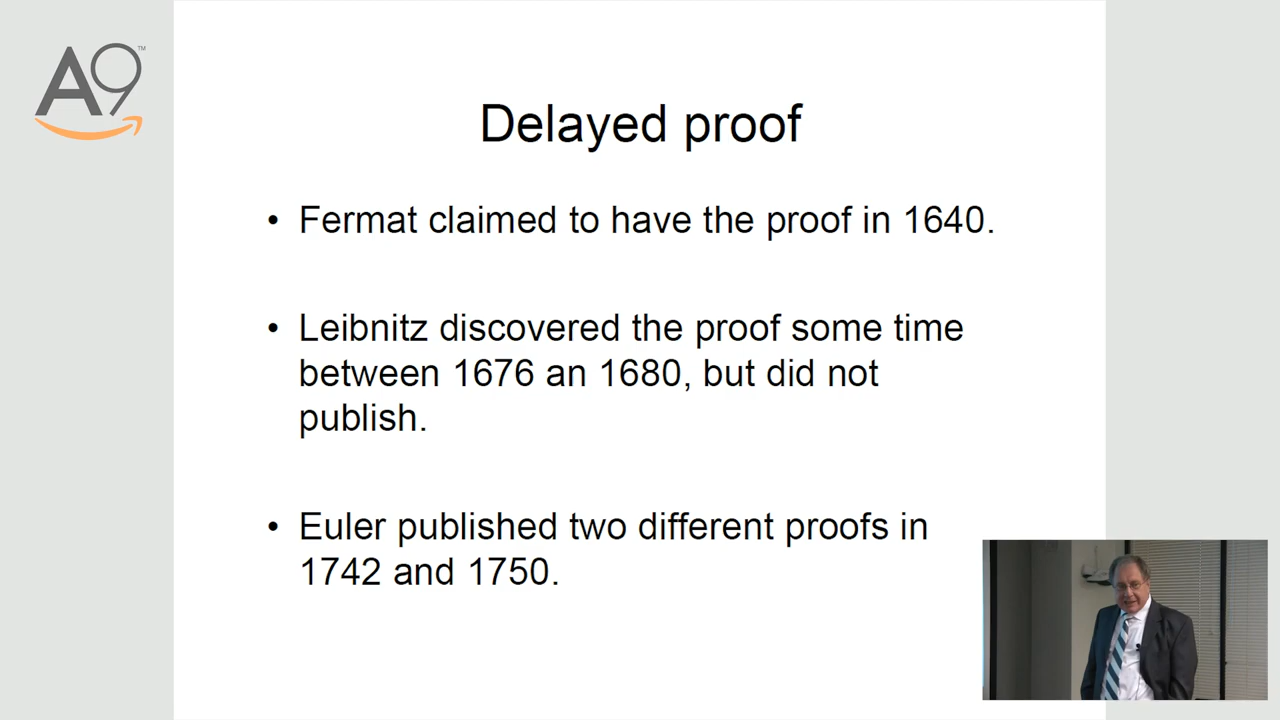 A9™
Delayed proof
• Fermat claimed to have the proof in 1640.
• Leibnitz discovered the proof some time
between 1676 an 1680, but did not
publish.
• Euler published two different proofs in
1742 and 1750.